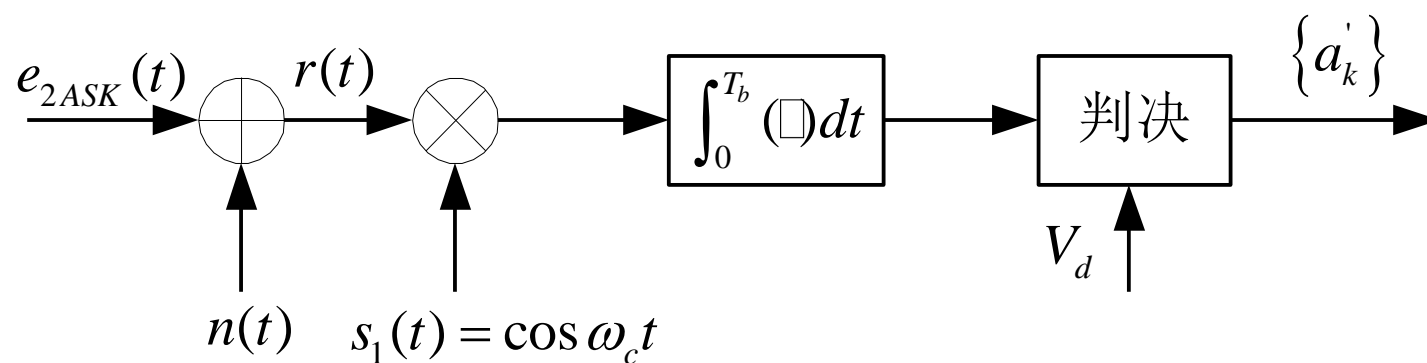 e_{2ASK}(t)
r(t)
∫_0^{T_b} (□)dt
判决
{a_k^'}
V_d
n(t)
s_1(t) = cos ω_c t